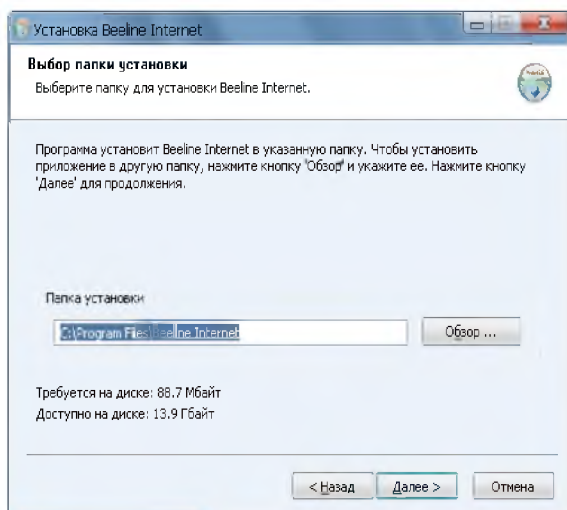 Установка Beeline Internet
Выбор папки установки
Выберите папку для установки Beeline Internet.
Программа установит Beeline Internet в указанную папку. Чтобы установить
приложение в другую папку, нажмите кнопку 'Обзор' и укажите ее. Нажмите кнопку
'Далее' для продолжения.
Папка установки
C:\Program Files\Beeline Internet
Обзор ...
Требуется на диске: 88.7 Мбайт
Доступно на диске: 13.9 Гбайт
< Назад Далее > Отмена